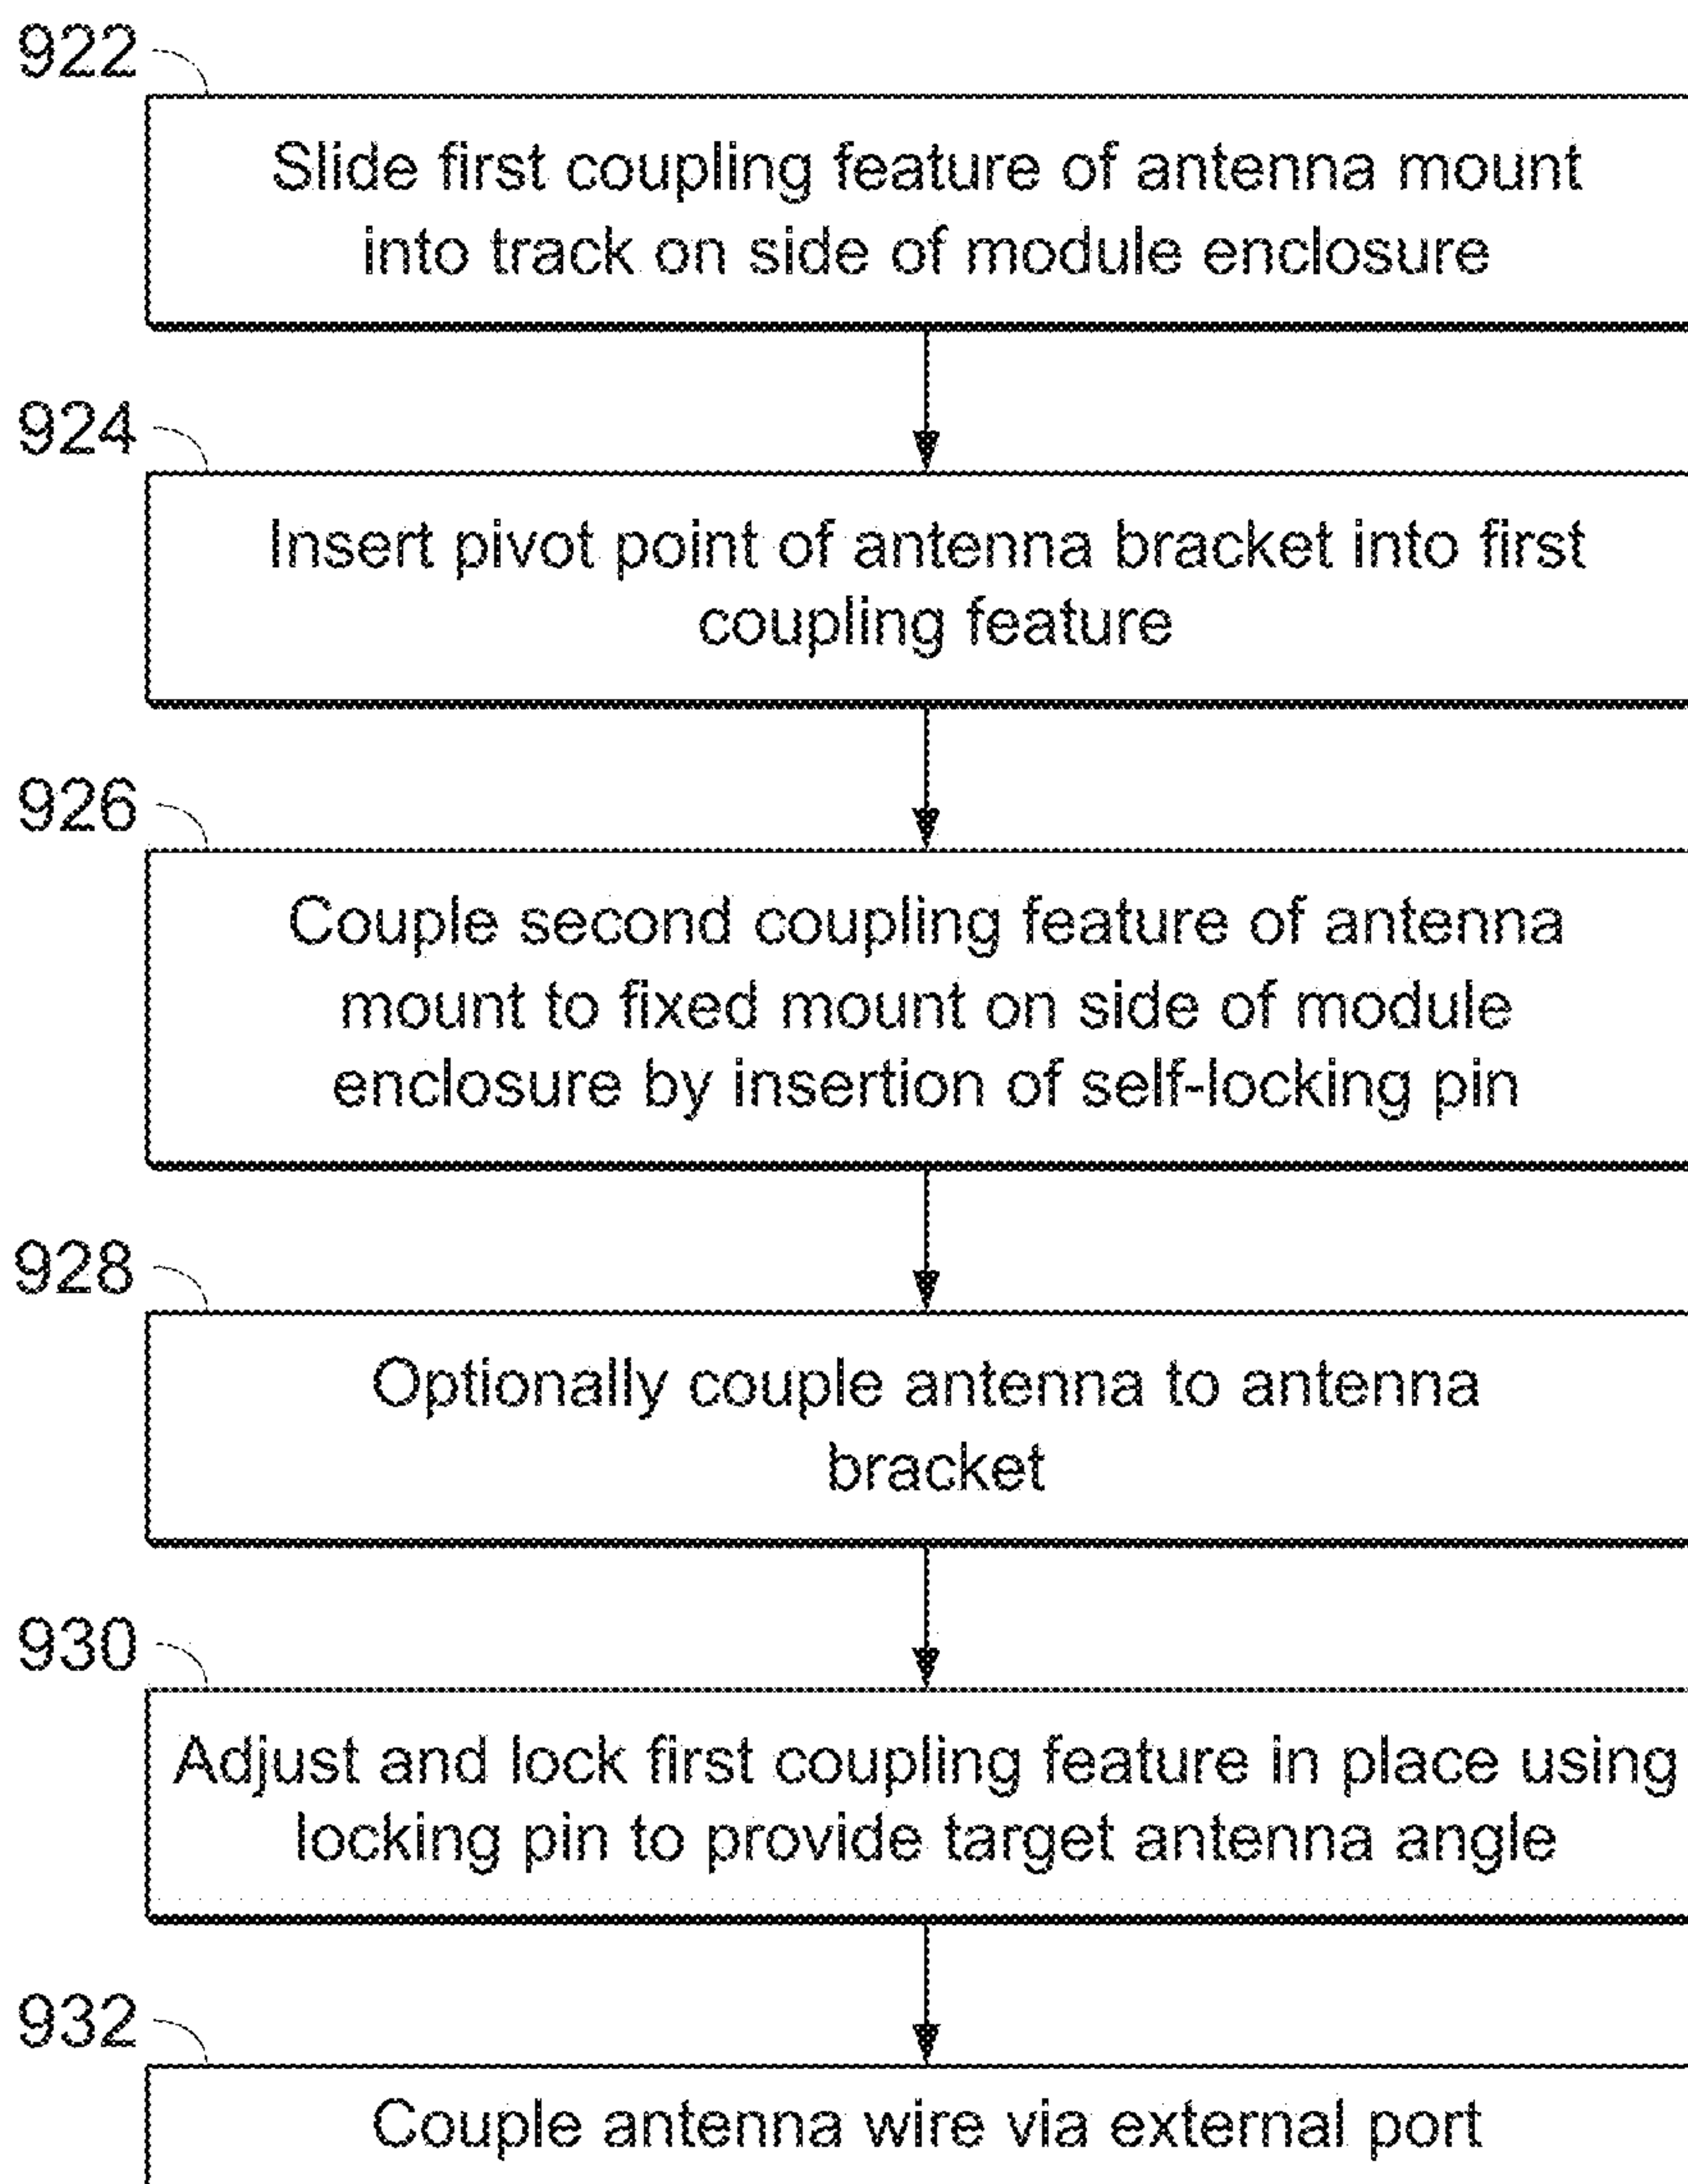 922
Slide first coupling feature of antenna mount
into track on side of module enclosure
924
Insert pivot point of antenna bracket into first
coupling feature
926
Couple second coupling feature of antenna
mount to fixed mount on side of module
enclosure by insertion of self-locking pin
928
Optionally couple antenna to antenna
bracket
930
Adjust and lock first coupling feature in place using
locking pin to provide target antenna angle
932
Couple antenna wire via external port